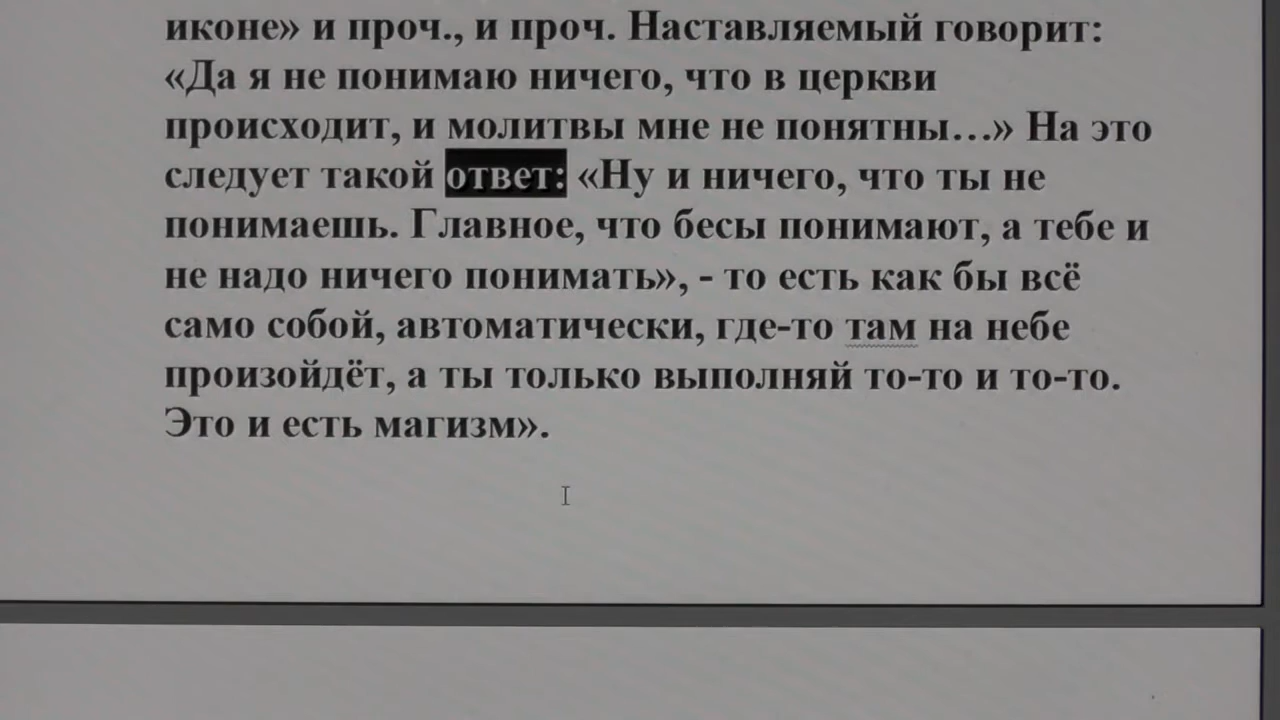 иконе» и проч., и проч. Наставляемый говорит:
«Да я не понимаю ничего, что в церкви
происходит, и молитвы мне не понятны…» На это
следует такой ответ: «Ну и ничего, что ты не
понимаешь. Главное, что бесы понимают, а тебе и
не надо ничего понимать», - то есть как бы всё
само собой, автоматически, где-то там на небе
произойдёт, а ты только выполняй то-то и то-то.
Это и есть магизм».